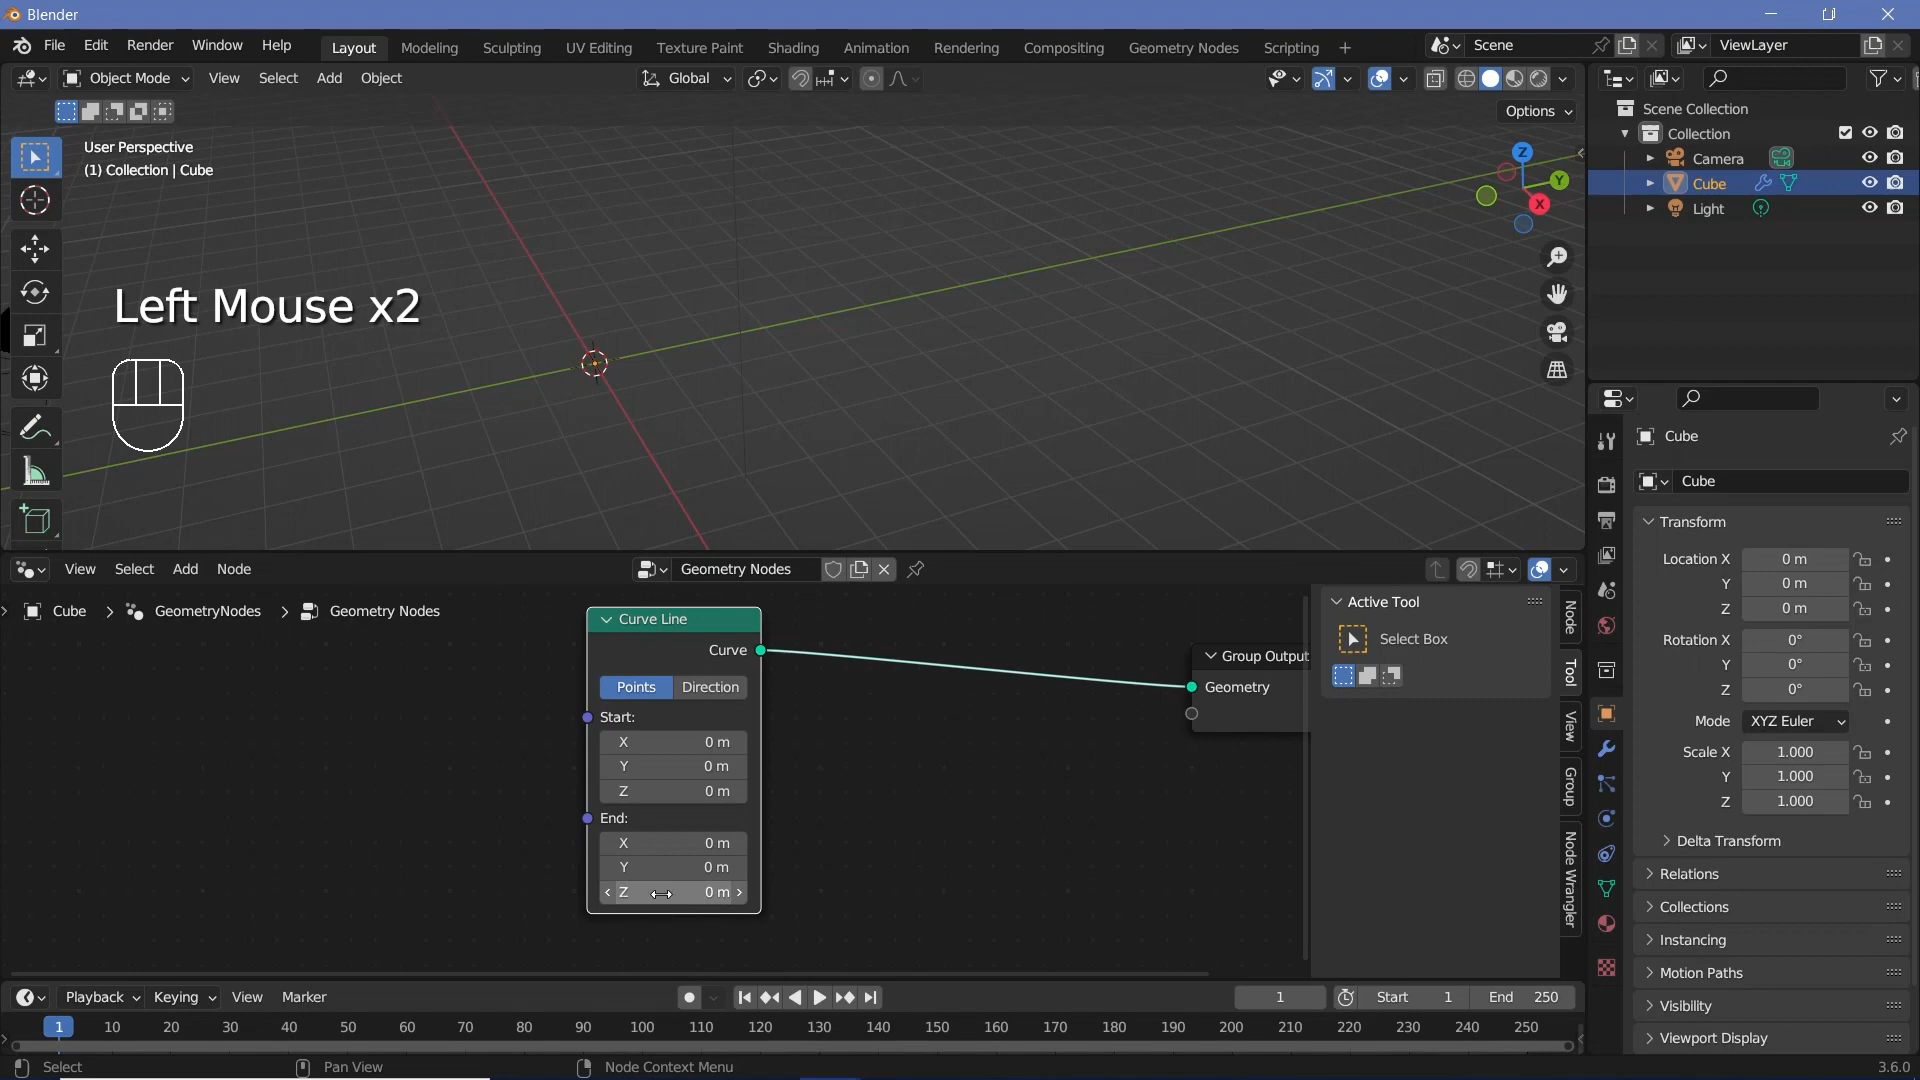 Blender
File Edit Render Window Help
Layout Modeling Sculpting UV Editing Texture Paint Shading Animation Rendering Compositing Geometry Nodes Scripting +
Scene
ViewLayer
Object Mode View Select Add Object
Global
Options
User Perspective
(1) Collection | Cube
Z
Y
X
Left Mouse x2
Scene Collection
Collection
Camera
Cube
Light
Cube
Cube
Transform
Location X 0 m
Y 0 m
Z 0 m
Rotation X 0°
Y 0°
Z 0°
Mode XYZ Euler
Scale X 1.000
Y 1.000
Z 1.000
Delta Transform
Relations
Collections
Instancing
Motion Paths
Visibility
Viewport Display
View Select Add Node
Geometry Nodes
Cube > GeometryNodes > Geometry Nodes
Curve Line
Curve
Points Direction
Start:
X 0 m
Y 0 m
Z 0 m
End:
X 0 m
Y 0 m
Z 0 m
Group Output
Geometry
Active Tool
Select Box
Node
Tool
View
Group
Node Wrangler
Playback Keying View Marker
1
Start 1
End 250
1 10 20 30 40 50 60 70 80 90 100 110 120 130 140 150 160 170 180 190 200 210 220 230 240 250
Select
Pan View
Node Context Menu
3.6.0